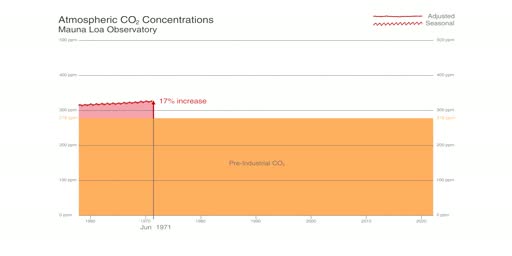 Atmospheric CO₂ Concentrations
Mauna Loa Observatory
Adjusted
Seasonal
500 ppm 500 ppm
400 ppm 400 ppm
17% increase
300 ppm 300 ppm
278 ppm 278 ppm
200 ppm 200 ppm
Pre-Industrial CO₂
100 ppm 100 ppm
0 ppm 0 ppm
1960 1970 1980 1990 2000 2010 2020
Jun 1971